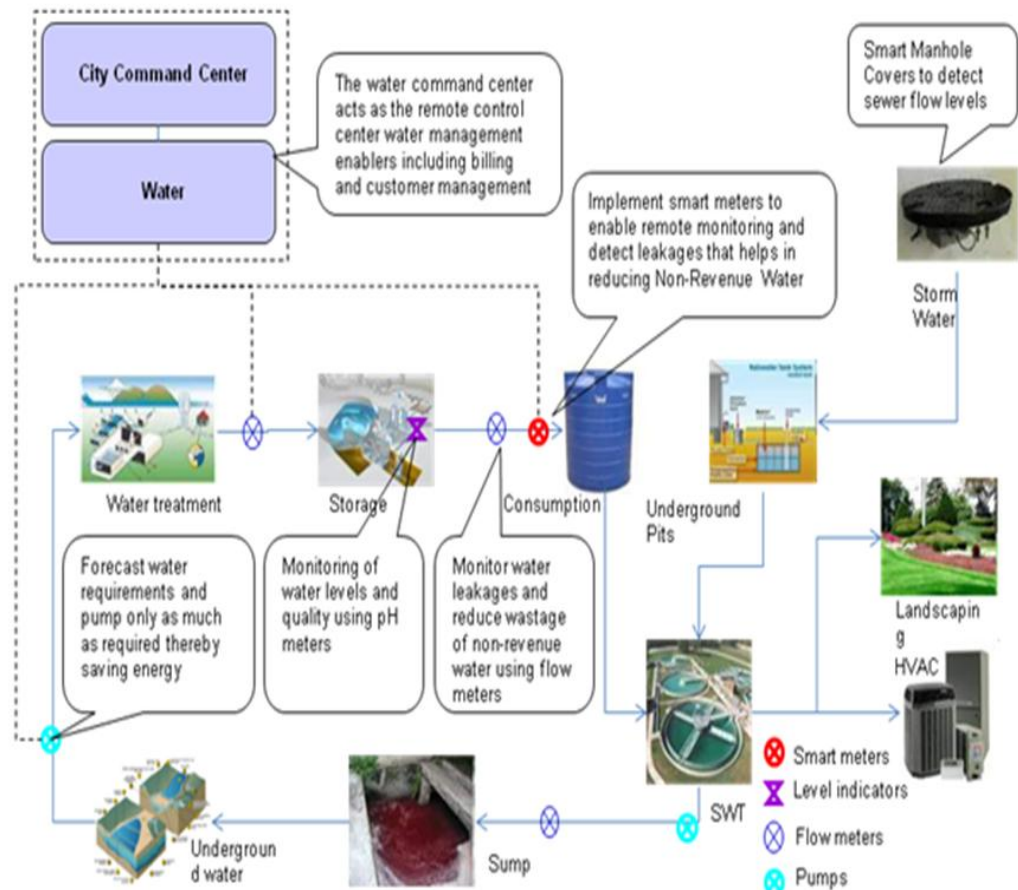 City Command Center
Water
The water command center
acts as the remote control
center water management
enablers including billing
and customer management
Smart Manhole
Covers to detect
sewer flow levels
Implement smart meters to
enable remote monitoring and
detect leakages that helps in
reducing Non-Revenue Water
Storm
Water
Rainwater Tank System
Water treatment
Storage
Consumption
Underground
Pits
Forecast water
requirements and
pump only as much
as required thereby
saving energy
Monitoring of
water levels and
quality using pH
meters
Monitor water
leakages and
reduce wastage
of non-revenue
water using flow
meters
Landscapin
g
HVAC
Smart meters
Level indicators
Flow meters
Pumps
SWT
Sump
Undergroun
d water